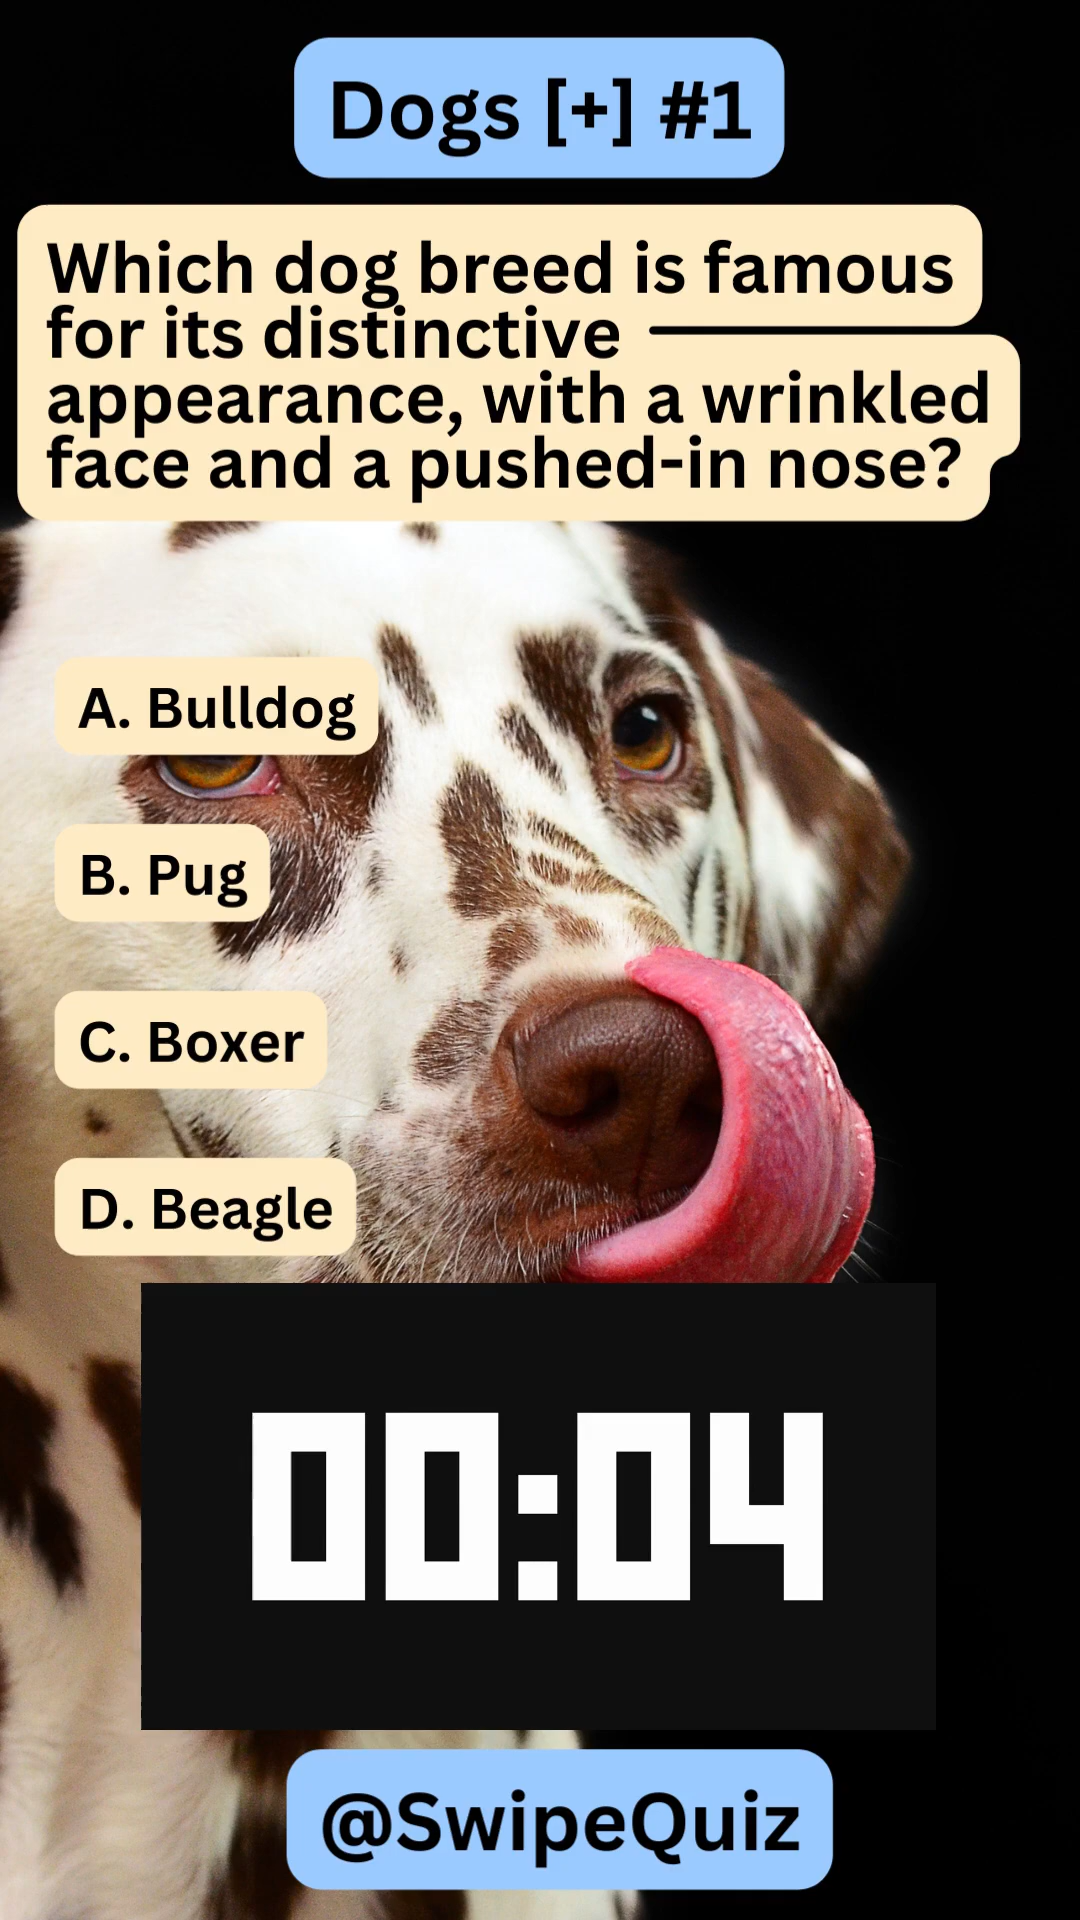 Dogs [+] #1
Which dog breed is famous
for its distinctive
appearance, with a wrinkled
face and a pushed-in nose?
A. Bulldog
B. Pug
C. Boxer
D. Beagle
00:04
@SwipeQuiz